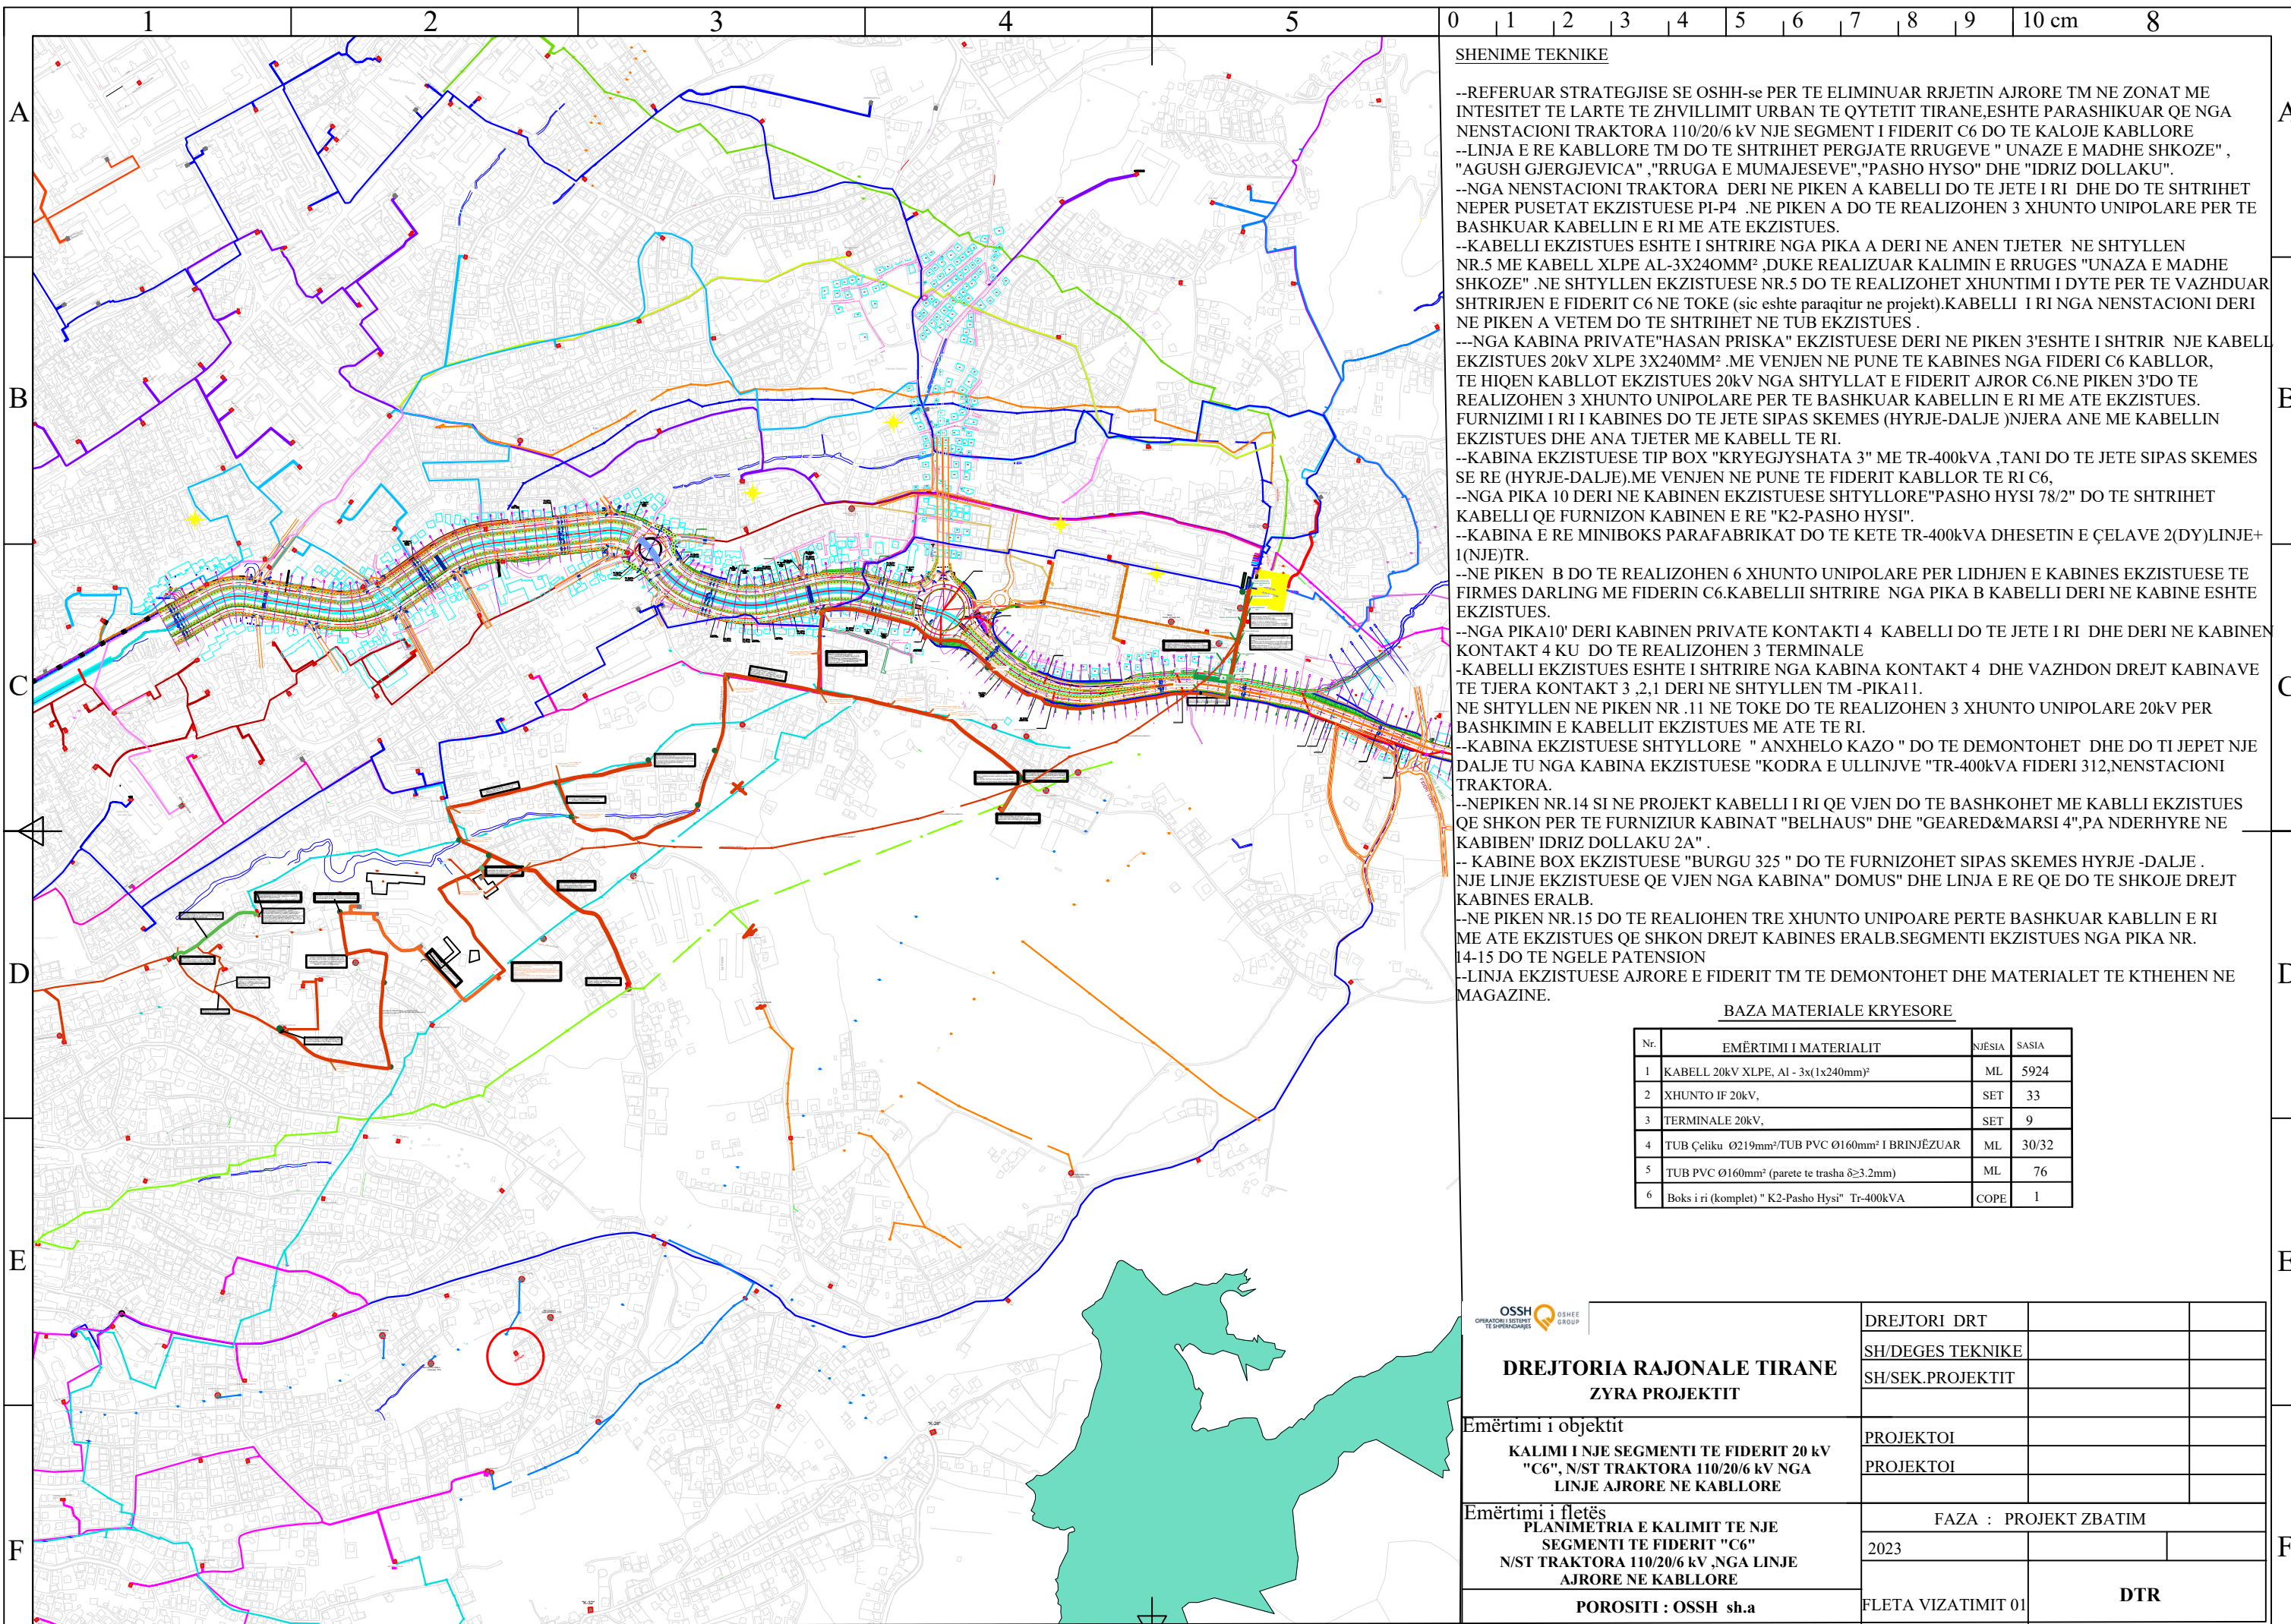 1 2 3 4 5 0 1 2 3 4 5 6 7 8 9 10 cm 8
A
B
C
D
E
F
A
B
C
D
E
F
SHENIME TEKNIKE
--REFERUAR STRATEGJISE SE OSHH-se PER TE ELIMINUAR RRJETIN AJRORE TM NE ZONAT ME
INTESITET TE LARTE TE ZHVILLIMIT URBAN TE QYTETIT TIRANE,ESHTE PARASHIKUAR QE NGA
NENSTACIONI TRAKTORA 110/20/6 kV NJE SEGMENT I FIDERIT C6 DO TE KALOJE KABLLORE
--LINJA E RE KABLLORE TM DO TE SHTRIHET PERGJATE RRUGEVE " UNAZE E MADHE SHKOZE" ,
"AGUSH GJERGJEVICA" ,"RRUGA E MUMAJESEVE","PASHO HYSO" DHE "IDRIZ DOLLAKU".
--NGA NENSTACIONI TRAKTORA DERI NE PIKEN A KABELLI DO TE JETE I RI DHE DO TE SHTRIHET
NEPER PUSETAT EKZISTUESE PI-P4 .NE PIKEN A DO TE REALIZOHEN 3 XHUNTO UNIPOLARE PER TE
BASHKUAR KABELLIN E RI ME ATE EKZISTUES.
--KABELLI EKZISTUES ESHTE I SHTRIRE NGA PIKA A DERI NE ANEN TJETER NE SHTYLLEN
NR.5 ME KABELL XLPE AL-3X24OMM² ,DUKE REALIZUAR KALIMIN E RRUGES "UNAZA E MADHE
SHKOZE" .NE SHTYLLEN EKZISTUESE NR.5 DO TE REALIZOHET XHUNTIMI I DYTE PER TE VAZHDUAR
SHTRIRJEN E FIDERIT C6 NE TOKE (sic eshte paraqitur ne projekt).KABELLI I RI NGA NENSTACIONI DERI
NE PIKEN A VETEM DO TE SHTRIHET NE TUB EKZISTUES .
---NGA KABINA PRIVATE"HASAN PRISKA" EKZISTUESE DERI NE PIKEN 3'ESHTE I SHTRIR NJE KABELL
EKZISTUES 20kV XLPE 3X240MM² .ME VENJEN NE PUNE TE KABINES NGA FIDERI C6 KABLLOR,
TE HIQEN KABLLOT EKZISTUES 20kV NGA SHTYLLAT E FIDERIT AJROR C6.NE PIKEN 3'DO TE
REALIZOHEN 3 XHUNTO UNIPOLARE PER TE BASHKUAR KABELLIN E RI ME ATE EKZISTUES.
FURNIZIMI I RI I KABINES DO TE JETE SIPAS SKEMES (HYRJE-DALJE )NJERA ANE ME KABELLIN
EKZISTUES DHE ANA TJETER ME KABELL TE RI.
--KABINA EKZISTUESE TIP BOX "KRYEGJYSHATA 3" ME TR-400kVA ,TANI DO TE JETE SIPAS SKEMES
SE RE (HYRJE-DALJE).ME VENJEN NE PUNE TE FIDERIT KABLLOR TE RI C6,
--NGA PIKA 10 DERI NE KABINEN EKZISTUESE SHTYLLORE"PASHO HYSI 78/2" DO TE SHTRIHET
KABELLI QE FURNIZON KABINEN E RE "K2-PASHO HYSI".
--KABINA E RE MINIBOKS PARAFABRIKAT DO TE KETE TR-400kVA DHESETIN E ÇELAVE 2(DY)LINJE+
1(NJE)TR.
--NE PIKEN B DO TE REALIZOHEN 6 XHUNTO UNIPOLARE PER LIDHJEN E KABINES EKZISTUESE TE
FIRMES DARLING ME FIDERIN C6.KABELLII SHTRIRE NGA PIKA B KABELLI DERI NE KABINE ESHTE
EKZISTUES.
--NGA PIKA10' DERI KABINEN PRIVATE KONTAKTI 4 KABELLI DO TE JETE I RI DHE DERI NE KABINEN
KONTAKT 4 KU DO TE REALIZOHEN 3 TERMINALE
-KABELLI EKZISTUES ESHTE I SHTRIRE NGA KABINA KONTAKT 4 DHE VAZHDON DREJT KABINAVE
TE TJERA KONTAKT 3 ,2,1 DERI NE SHTYLLEN TM -PIKA11.
NE SHTYLLEN NE PIKEN NR .11 NE TOKE DO TE REALIZOHEN 3 XHUNTO UNIPOLARE 20kV PER
BASHKIMIN E KABELLIT EKZISTUES ME ATE TE RI.
--KABINA EKZISTUESE SHTYLLORE " ANXHELO KAZO " DO TE DEMONTOHET DHE DO TI JEPET NJE
DALJE TU NGA KABINA EKZISTUESE "KODRA E ULLINJVE "TR-400kVA FIDERI 312,NENSTACIONI
TRAKTORA.
--NEPIKEN NR.14 SI NE PROJEKT KABELLI I RI QE VJEN DO TE BASHKOHET ME KABLLI EKZISTUES
QE SHKON PER TE FURNIZIUR KABINAT "BELHAUS" DHE "GEARED&MARSI 4",PA NDERHYRE NE
KABIBEN' IDRIZ DOLLAKU 2A" .
-- KABINE BOX EKZISTUESE "BURGU 325 " DO TE FURNIZOHET SIPAS SKEMES HYRJE -DALJE .
NJE LINJE EKZISTUESE QE VJEN NGA KABINA" DOMUS" DHE LINJA E RE QE DO TE SHKOJE DREJT
KABINES ERALB.
--NE PIKEN NR.15 DO TE REALIOHEN TRE XHUNTO UNIPOARE PERTE BASHKUAR KABLLIN E RI
ME ATE EKZISTUES QE SHKON DREJT KABINES ERALB.SEGMENTI EKZISTUES NGA PIKA NR.
14-15 DO TE NGELE PATENSION
--LINJA EKZISTUESE AJRORE E FIDERIT TM TE DEMONTOHET DHE MATERIALET TE KTHEHEN NE
MAGAZINE.
BAZA MATERIALE KRYESORE
Nr. EMËRTIMI I MATERIALIT NJËSIA SASIA
1 KABELL 20kV XLPE, Al - 3x(1x240mm)² ML 5924
2 XHUNTO IF 20kV, SET 33
3 TERMINALE 20kV, SET 9
4 TUB Çeliku Ø219mm²/TUB PVC Ø160mm² I BRINJËZUAR ML 30/32
5 TUB PVC Ø160mm² (parete te trasha δ≥3.2mm) ML 76
6 Boks i ri (komplet) " K2-Pasho Hysi" Tr-400kVA COPE 1
OSSH
OPERATORI I SISTEMIT
TË SHPËRNDARJES
OSHEE
GROUP
DREJTORIA RAJONALE TIRANE
ZYRA PROJEKTIT
DREJTORI DRT
SH/DEGES TEKNIKE
SH/SEK.PROJEKTIT
Emërtimi i objektit
KALIMI I NJE SEGMENTI TE FIDERIT 20 kV
"C6", N/ST TRAKTORA 110/20/6 kV NGA
LINJE AJRORE NE KABLLORE
PROJEKTOI
PROJEKTOI
Emërtimi i fletës
PLANIMETRIA E KALIMIT TE NJE
SEGMENTI TE FIDERIT "C6"
N/ST TRAKTORA 110/20/6 kV ,NGA LINJE
AJRORE NE KABLLORE
POROSITI : OSSH sh.a
FAZA : PROJEKT ZBATIM
2023
FLETA VIZATIMIT 01
DTR